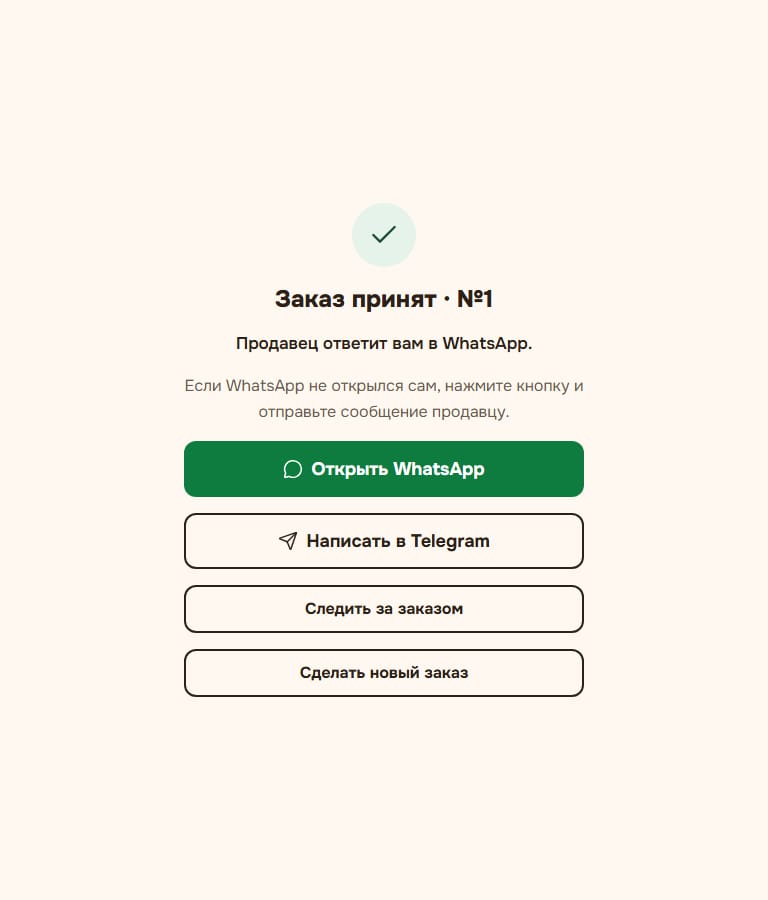 Заказ принят · №1
Продавец ответит вам в WhatsApp.
Если WhatsApp не открылся сам, нажмите кнопку и
отправьте сообщение продавцу.
Открыть WhatsApp
Написать в Telegram
Следить за заказом
Сделать новый заказ